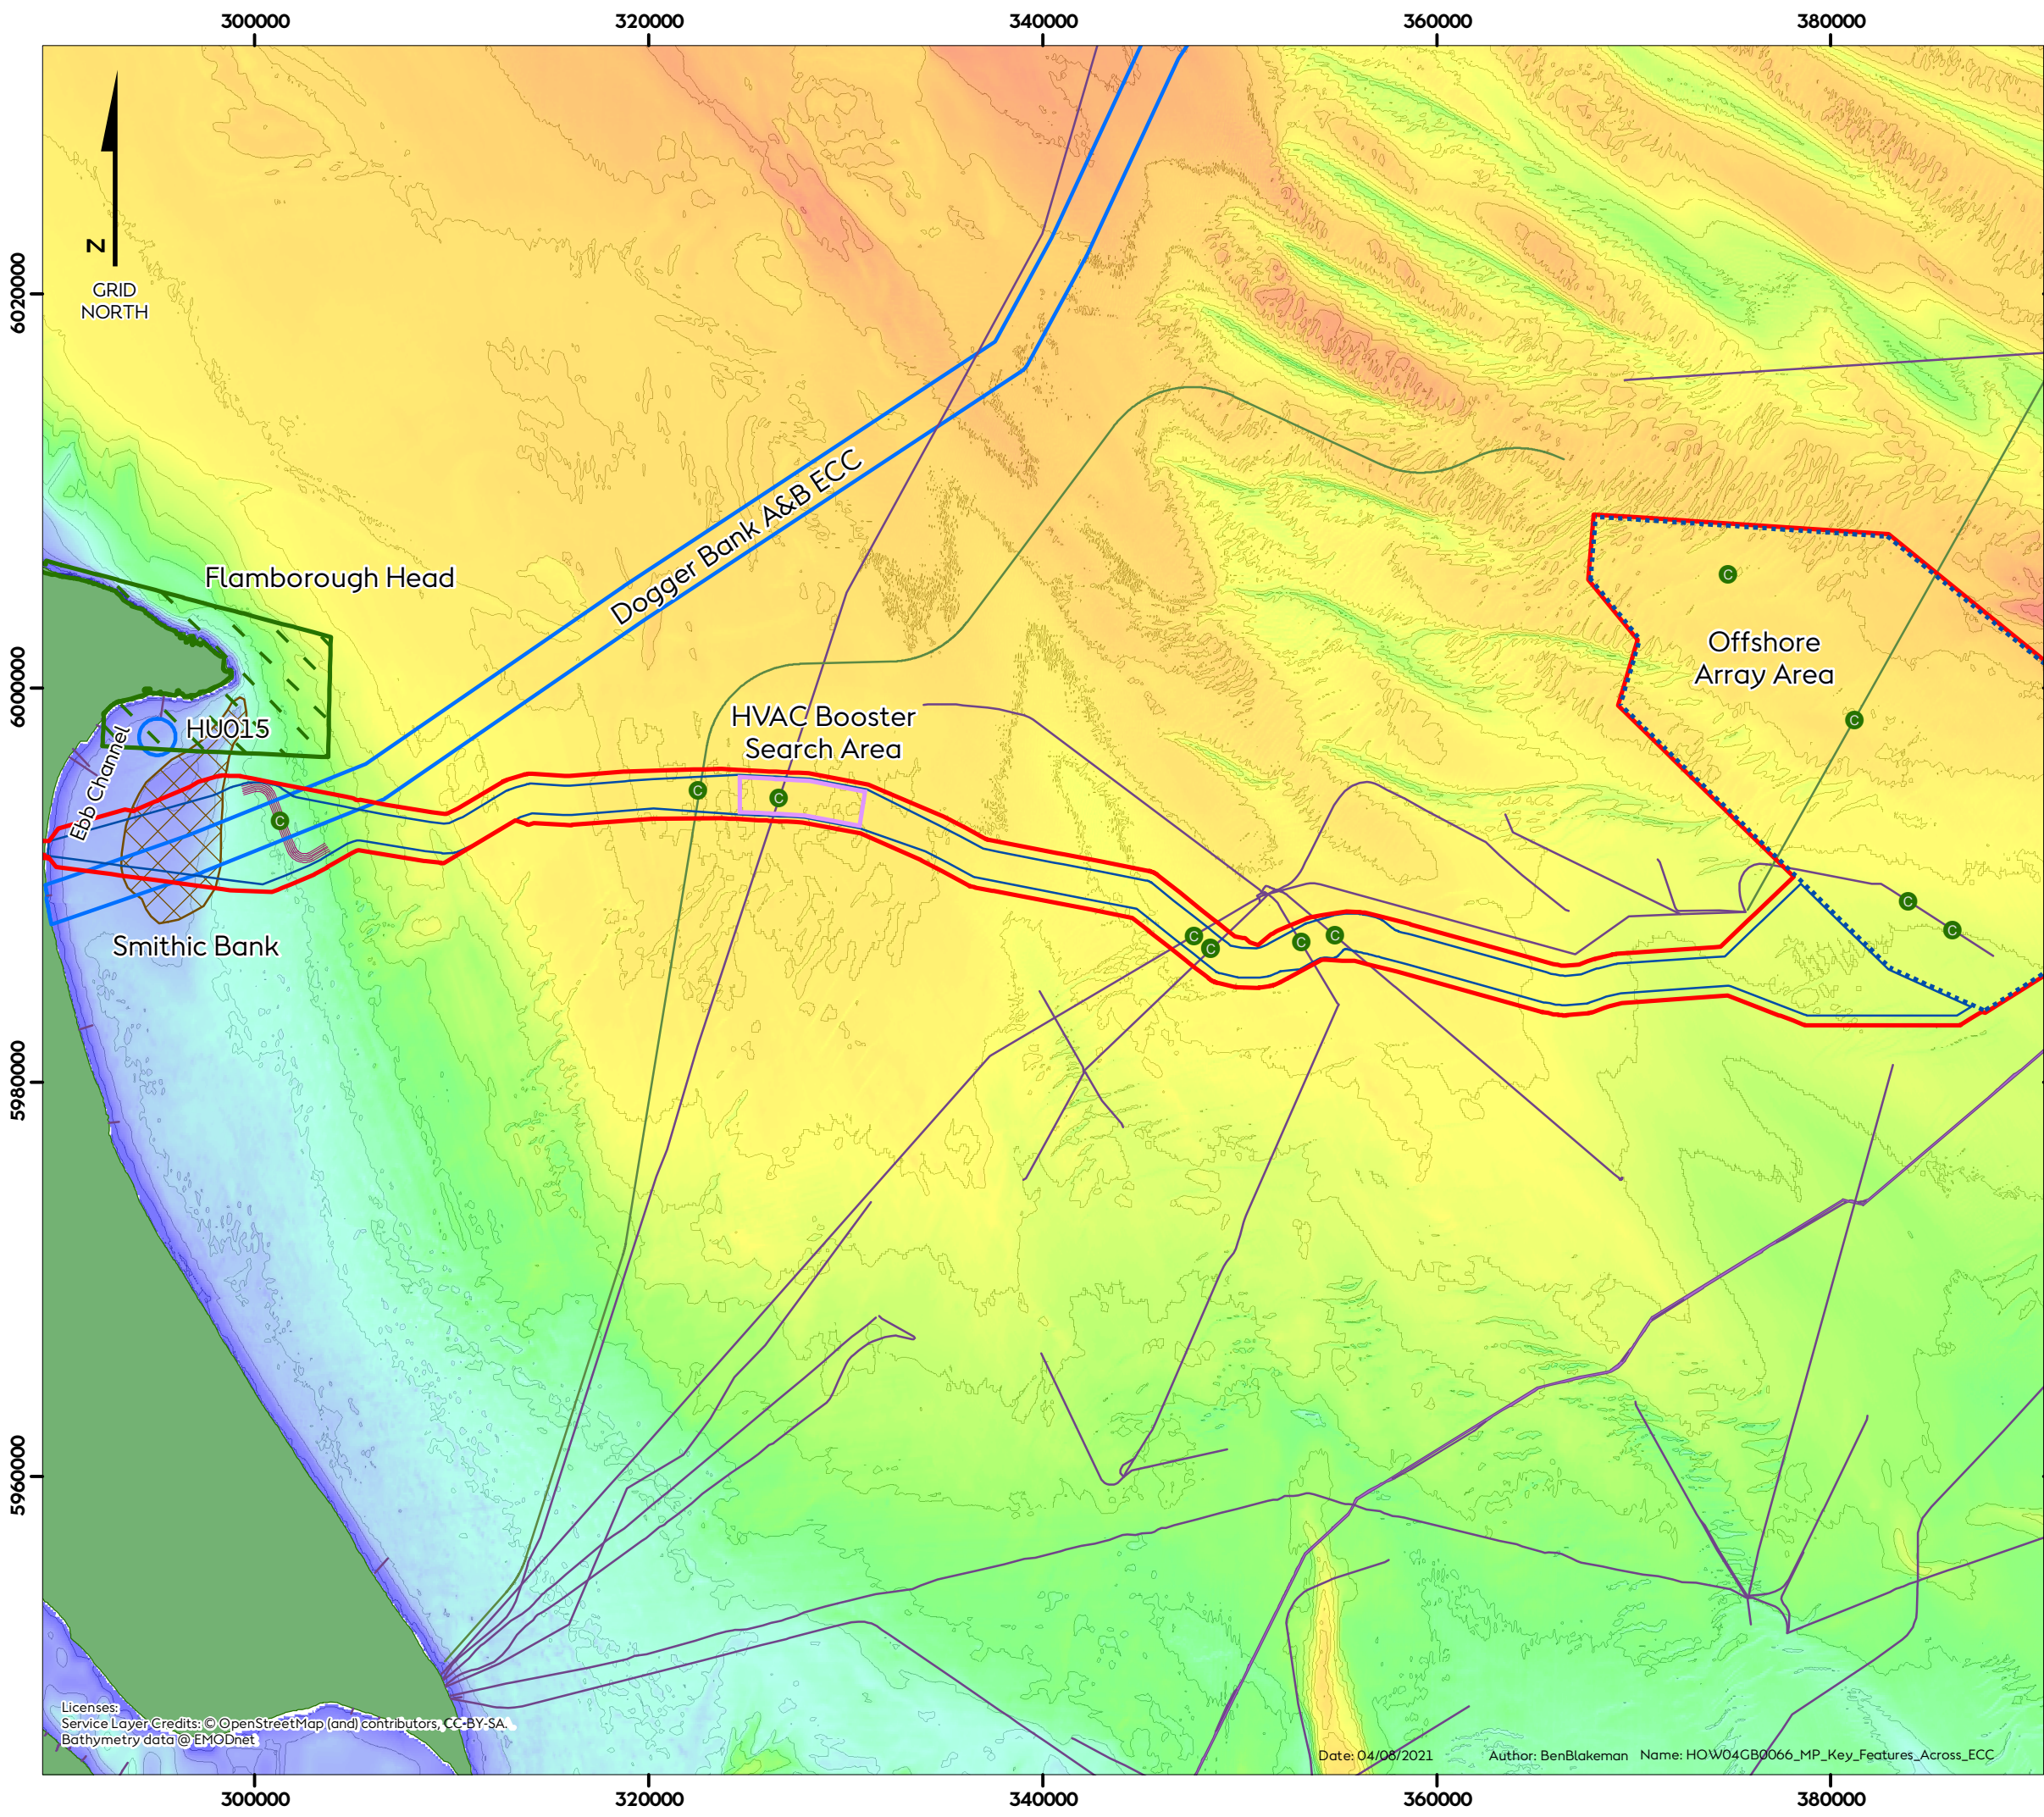 300000 320000 340000 360000 380000
6020000
6000000
5980000
5960000
N
GRID
NORTH
Dogger Bank A&B ECC
Flamborough Head
HU015
Ebb Channel
Smithic Bank
HVAC Booster
Search Area
Offshore
Array Area
C
C
C
C
C
C
C
C
C
C
C
Licenses:
Service Layer Credits: © OpenStreetMap (and) contributors, CC-BY-SA.
Bathymetry data @ EMODnet
Date: 04/08/2021 Author: BenBlakeman Name: HOW04GB0066_MP_Key_Features_Across_ECC
300000 320000 340000 360000 380000